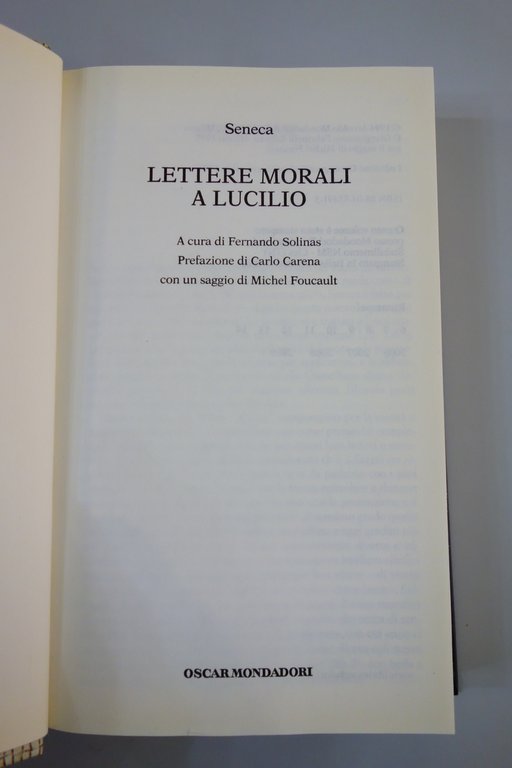 Seneca
LETTERE MORALI
A LUCILIO
A cura di Fernando Solinas
Prefazione di Carlo Carena
con un saggio di Michel Foucault
OSCAR MONDADORI